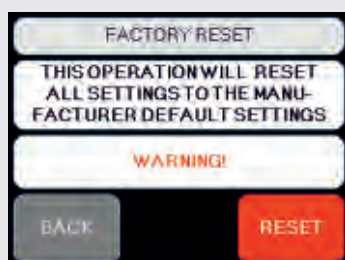 FACTORY RESET
THIS OPERATION WILL RESET
ALL SETTINGS TO THE MANU-
FACTURER DEFAULT SETTINGS
WARNING!
BACK
RESET